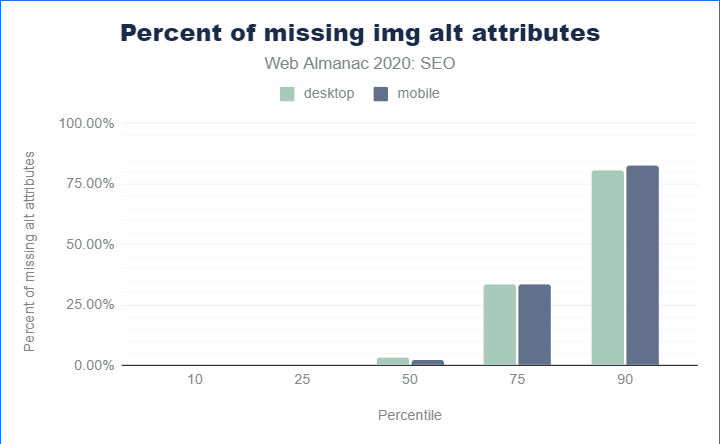 Percent of missing img alt attributes
Web Almanac 2020: SEO
desktop mobile
Percent of missing alt attributes
100.00%
75.00%
50.00%
25.00%
0.00%
10 25 50 75 90
Percentile